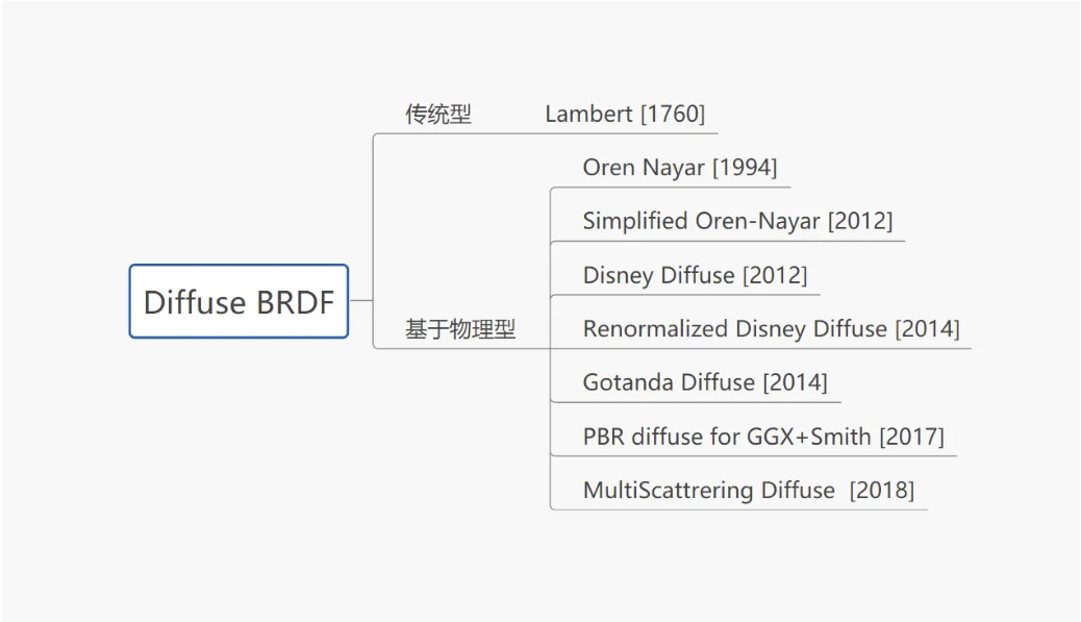 传统型 Lambert [1760]
Oren Nayar [1994]
Simplified Oren-Nayar [2012]
Disney Diffuse [2012]
Diffuse BRDF
基于物理型
Renormalized Disney Diffuse [2014]
Gotanda Diffuse [2014]
PBR diffuse for GGX+Smith [2017]
MultiScattrering Diffuse [2018]